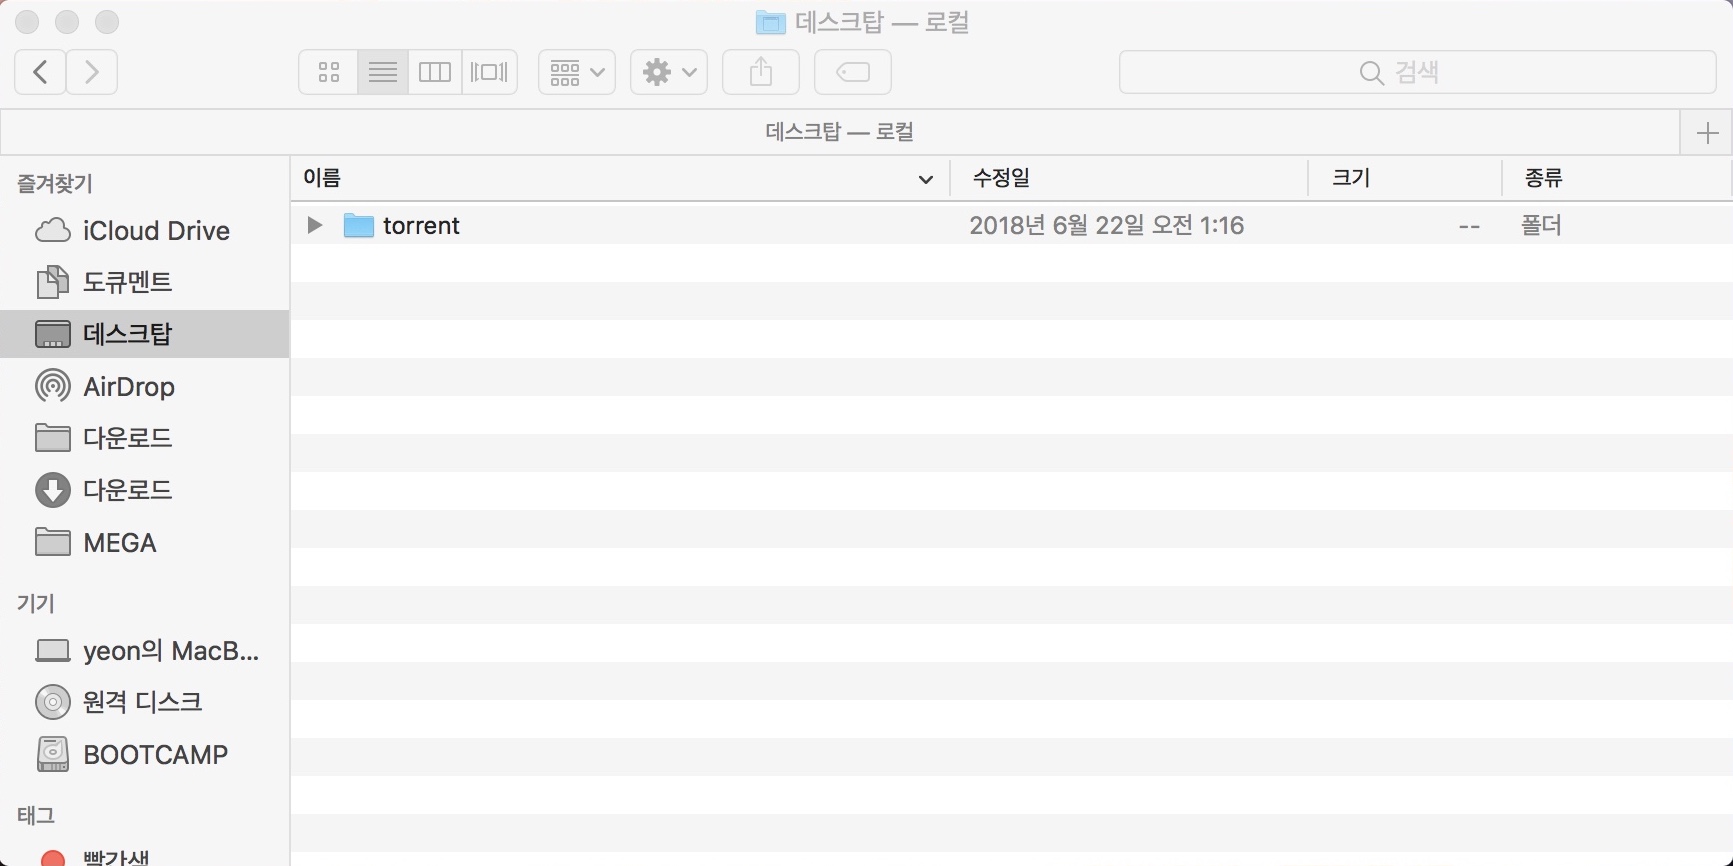 데스크탑 — 로컬
검색
데스크탑 — 로컬
즐겨찾기
iCloud Drive
도큐멘트
데스크탑
AirDrop
다운로드
다운로드
MEGA
기기
yeon의 MacB...
원격 디스크
BOOTCAMP
태그
빨간색
이름 수정일 크기 종류
torrent 2018년 6월 22일 오전 1:16 -- 폴더